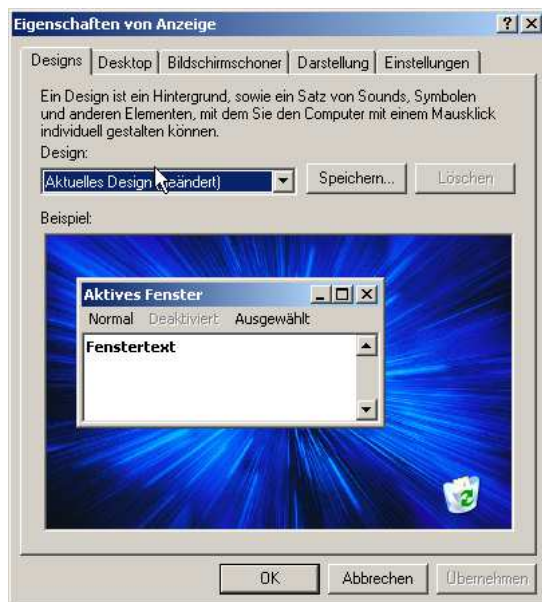 Eigenschaften von Anzeige
Designs Desktop Bildschirmschoner Darstellung Einstellungen
Ein Design ist ein Hintergrund, sowie ein Satz von Sounds, Symbolen
und anderen Elementen, mit dem Sie den Computer mit einem Mausklick
individuell gestalten können.
Design:
Aktuelles Design (geändert) Speichern... Löschen
Beispiel:
Aktives Fenster
Normal Deaktiviert Ausgewählt
Fenstertext
OK Abbrechen Übernehmen